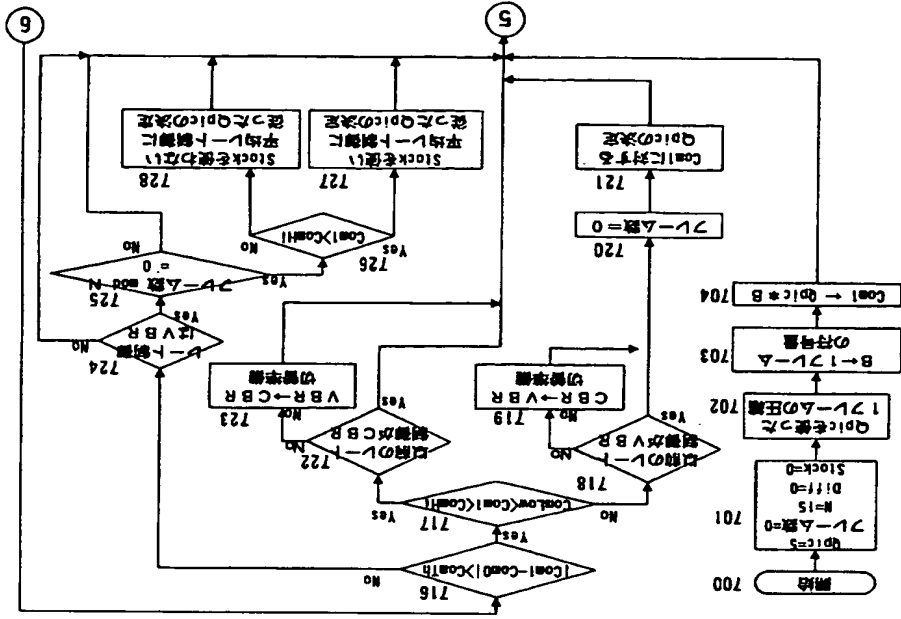 700
開始
701
Qpic=5
フレーム数=0
N=15
Diff=0
Stock=0
702
Qpicを使った
1フレームの圧縮
703
B←1フレーム
の符号量
704
Com1 ← Qpic*B
5
6
716
|Com1-Com0|>ComTh
No
Yes
717
ComLow<Com1<ComHi
No
Yes
718
以前のレート
制御がVBR
No
Yes
719
CBR→VBR
切替準備
720
フレーム数=0
721
Com1に対する
Qpicの決定
722
以前のレート
制御がCBR
No
Yes
723
VBR→CBR
切替準備
724
レート制御
はVBR
No
Yes
725
フレーム数 mod N
=0
No
Yes
726
Com1>ComHi
Yes
No
727
Stockを使い
平均レート制御に
従ったQpicの決定
728
Stockを使わない
平均レート制御に
従ったQpicの決定